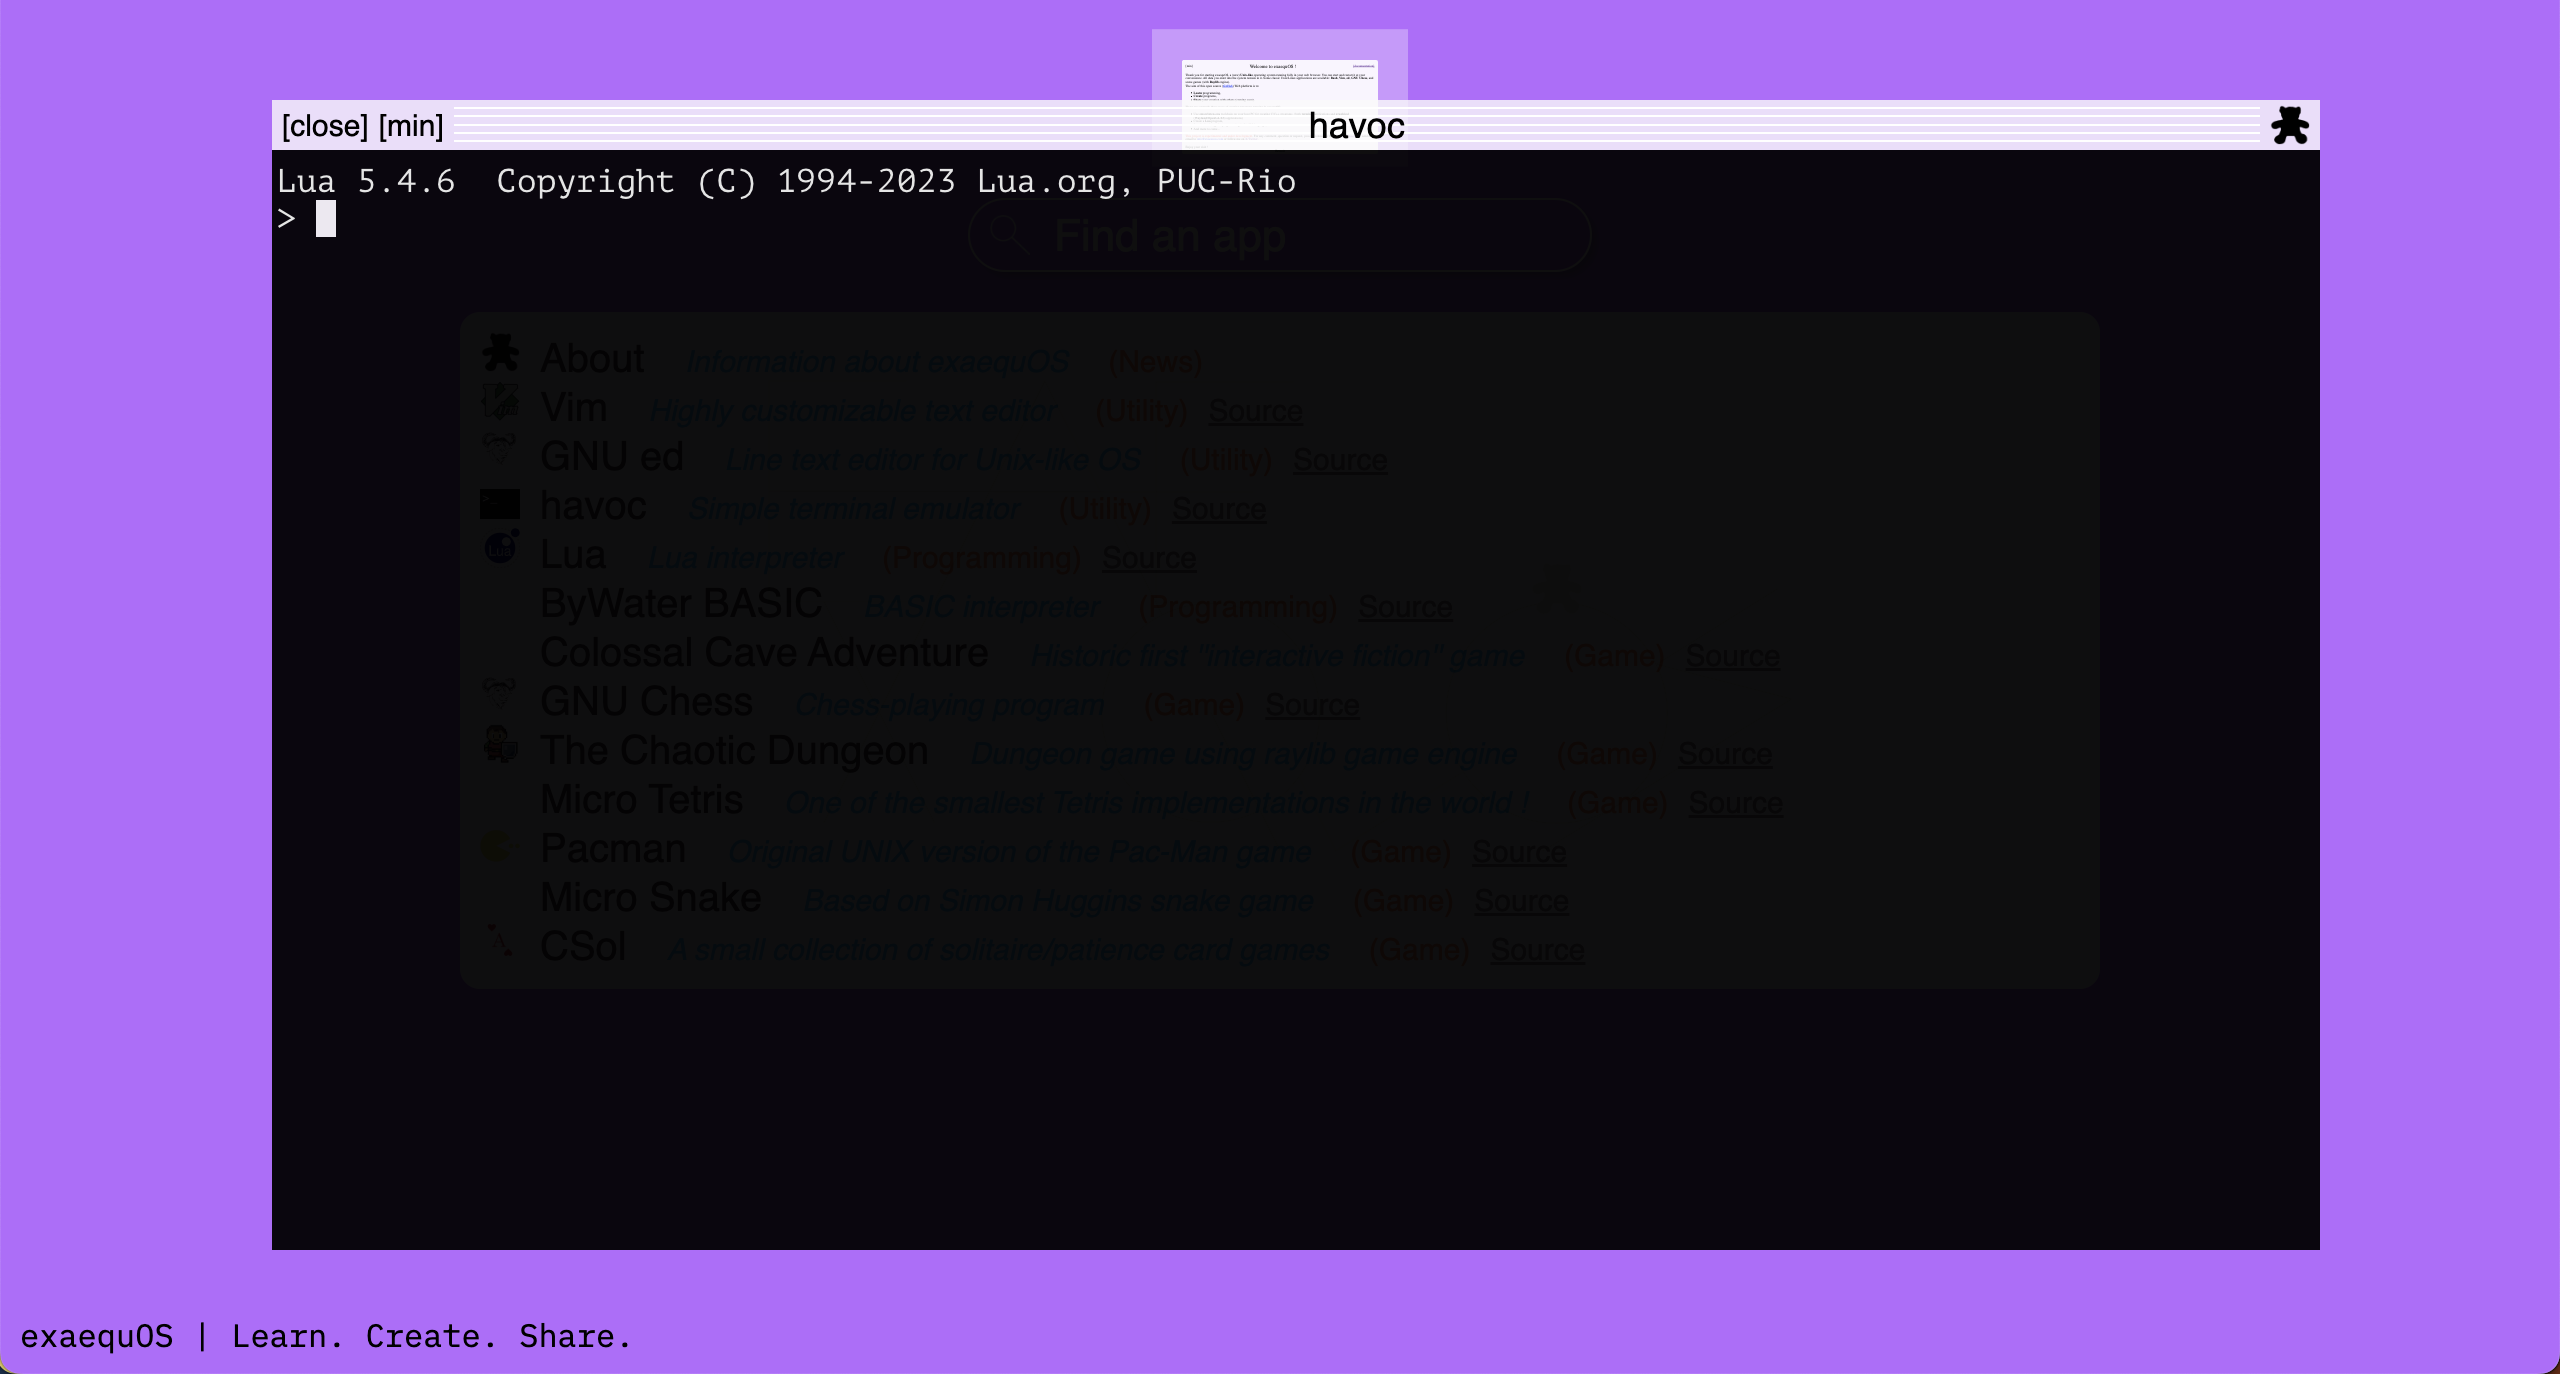 Welcome to exaequOS !
[close] [min] havoc
Lua 5.4.6  Copyright (C) 1994-2023 Lua.org, PUC-Rio
>
Find an app
About Information about exaequOS (News)
Vim Highly customizable text editor (Utility) Source
GNU ed Line text editor for Unix-like OS (Utility) Source
havoc Simple terminal emulator (Utility) Source
Lua Lua interpreter (Programming) Source
ByWater BASIC BASIC interpreter (Programming) Source
Colossal Cave Adventure Historic first "interactive fiction" game (Game) Source
GNU Chess Chess-playing program (Game) Source
The Chaotic Dungeon Dungeon game using raylib game engine (Game) Source
Micro Tetris One of the smallest Tetris implementations in the world ! (Game) Source
Pacman Original UNIX version of the Pac-Man game (Game) Source
Micro Snake Based on Simon Huggins snake game (Game) Source
CSol A small collection of solitaire/patience card games (Game) Source
exaequOS | Learn. Create. Share.